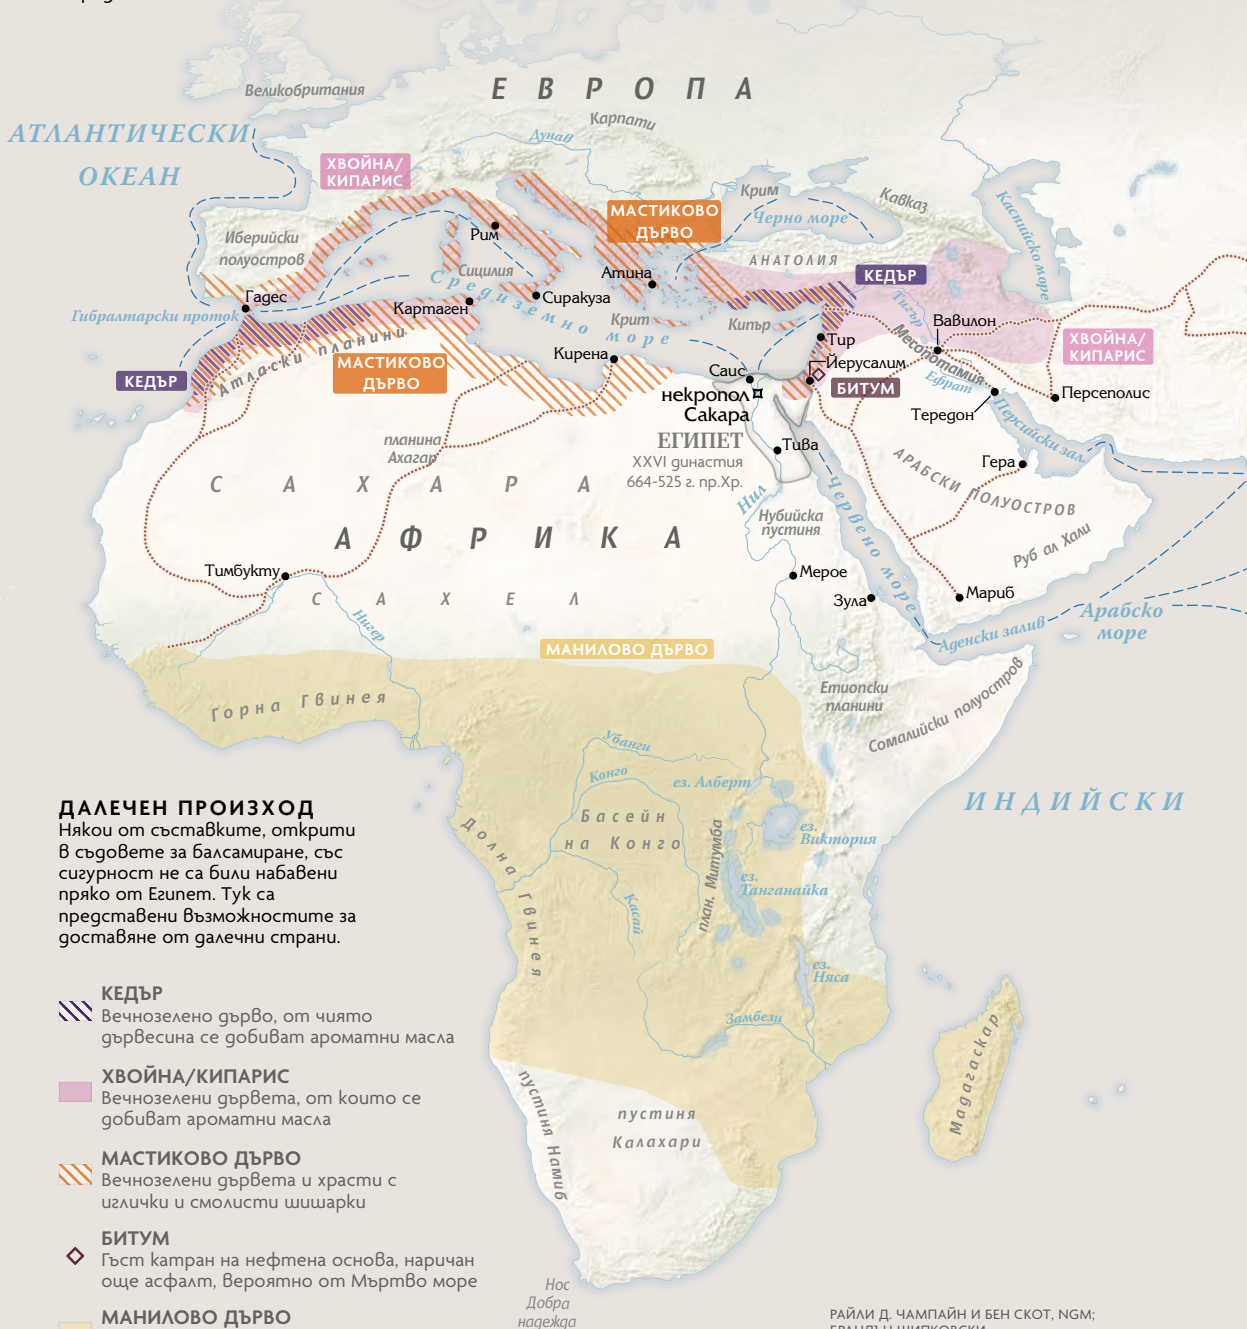 Великобритания
ЕВРОПА
Карпати
АТЛАНТИЧЕСКИ
ОКЕАН
Дунав
ХВОЙНА/
КИПАРИС
Крим
Кавказ
Каспийско море
МАСТИКОВО
ДЪРВО
Черно море
Иберийски
полуостров
Рим
АНАТОЛИЯ
КЕДЪР
Сицилия
Атина
Средиземно
море
Гадес
Гибралтарски проток
Картаген
Сиракуза
Крит
Кипър
Тигър
Вавилон
ХВОЙНА/
КИПАРИС
Атласки планини
МАСТИКОВО
ДЪРВО
Кирена
Тир
Месопотамия
Йерусалим
КЕДЪР
Саис
БИТУМ
Ефрат
Персеполис
некропол
Сакара
Тередон
Персийски зал.
ЕГИПЕТ
XXVI династия
664-525 г. пр.Хр.
планина
Ахагар
Тива
Гера
АРАБСКИ ПОЛУОСТРОВ
САХАРА
Нил
Червено море
Нубийска
пустиня
Руб ал Хали
АФРИКА
Тимбукту
Мерое
Зула
Мариб
САХЕЛ
Нигер
Арабско
море
Аденски залив
МАНИЛОВО ДЪРВО
Етиопски
планини
Сомалийски полуостров
Горна Гвинея
Убанги
Конго
ез. Алберт
ИНДИЙСКИ
Басейн
на Конго
план. Митумба
ез.
Виктория
Долна Гвинея
ез.
Танганайка
Касай
ез.
Няса
Замбези
Мадагаскар
пустиня Намиб
пустиня
Калахари
Нос
Добра
надежда
ДАЛЕЧЕН ПРОИЗХОД
Някои от съставките, открити
в съдовете за балсамиране, със
сигурност не са били набавени
пряко от Египет. Тук са
представени възможностите за
доставяне от далечни страни.
КЕДЪР
Вечнозелено дърво, от чиято
дървесина се добиват ароматни масла
ХВОЙНА/КИПАРИС
Вечнозелени дървета, от които се
добиват ароматни масла
МАСТИКОВО ДЪРВО
Вечнозелени дървета и храсти с
иглички и смолисти шишарки
БИТУМ
Гъст катран на нефтена основа, наричан
още асфалт, вероятно от Мъртво море
МАНИЛОВО ДЪРВО
РАЙЛИ Д. ЧАМПАЙН И БЕН СКОТ, NGM;